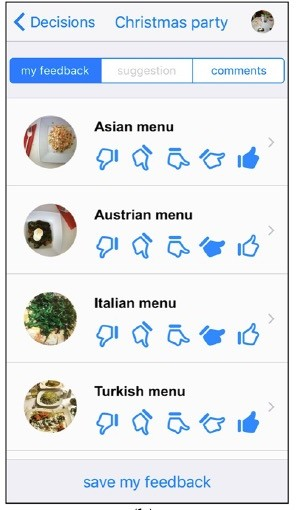 Decisions Christmas party
my feedback suggestion comments
Asian menu
Austrian menu
Italian menu
Turkish menu
save my feedback